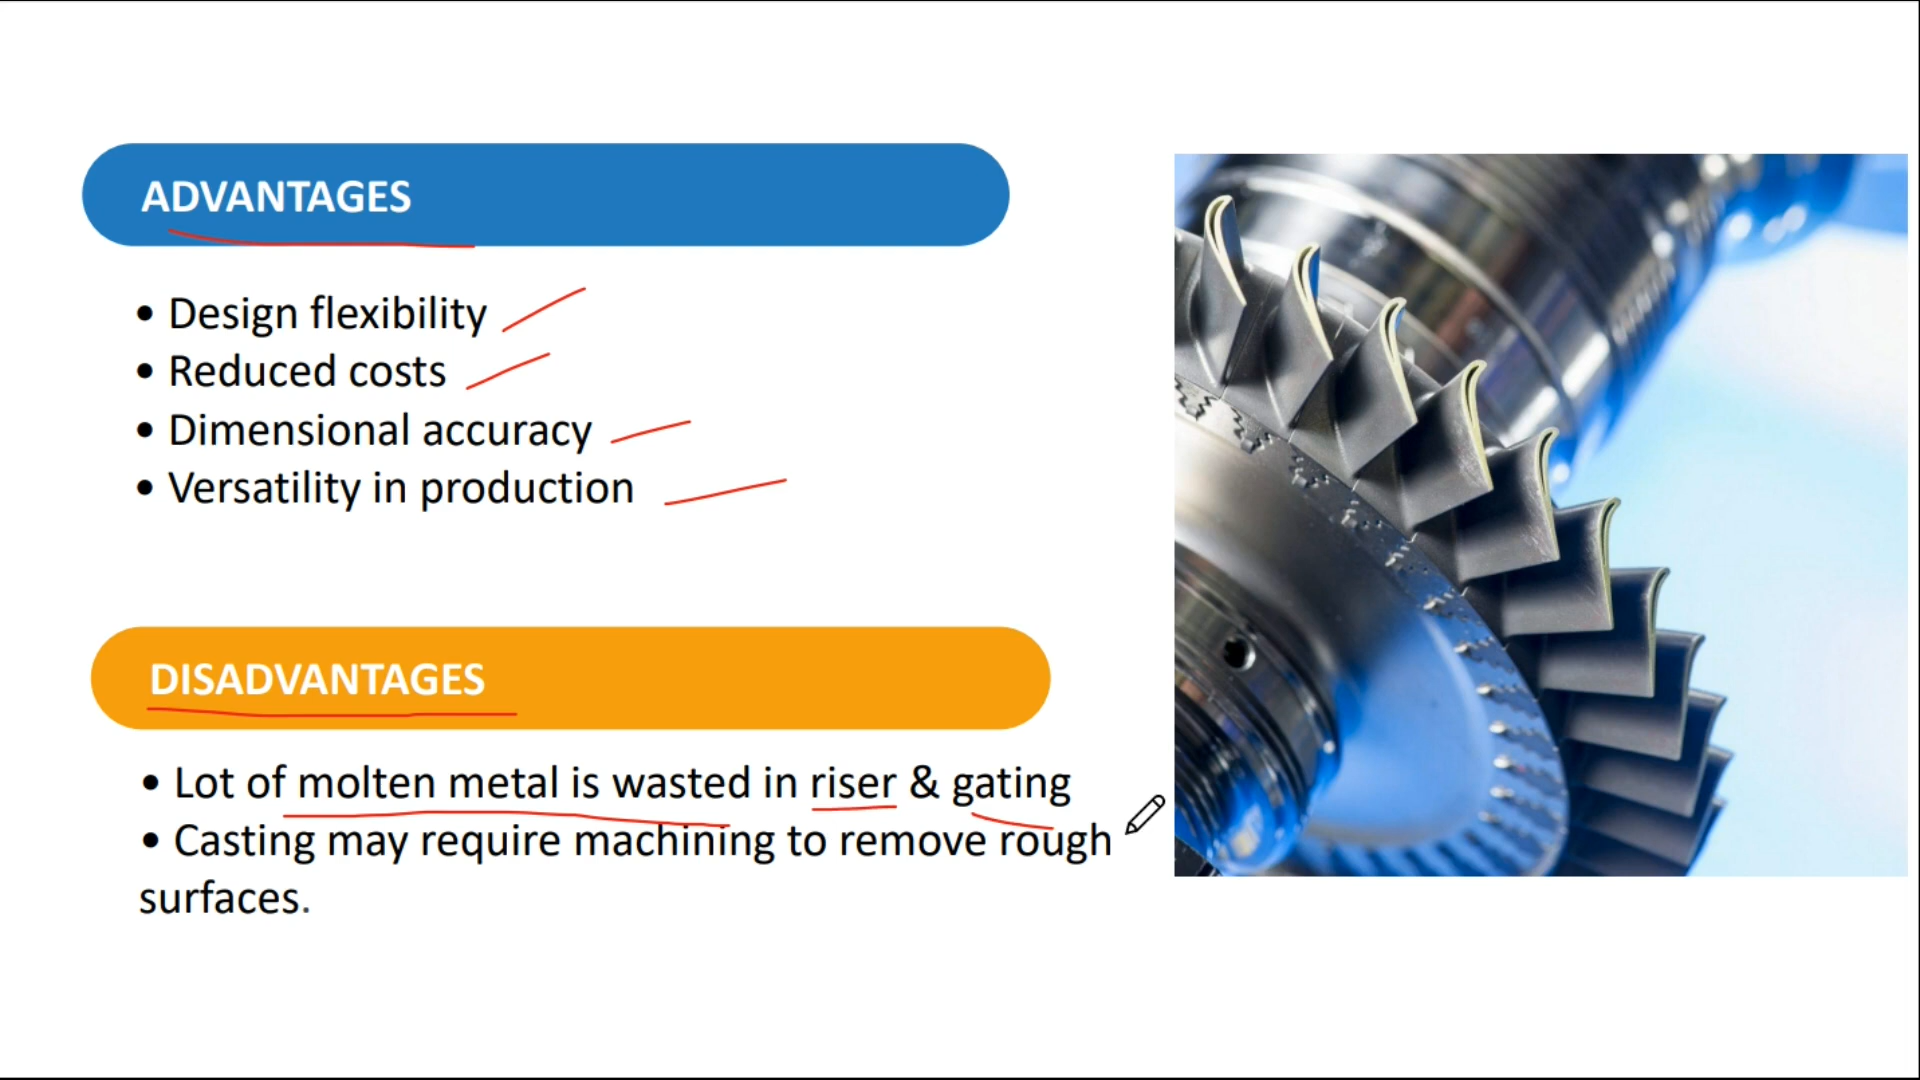 ADVANTAGES
• Design flexibility
• Reduced costs
• Dimensional accuracy
• Versatility in production
DISADVANTAGES
• Lot of molten metal is wasted in riser & gating
• Casting may require machining to remove rough
surfaces.